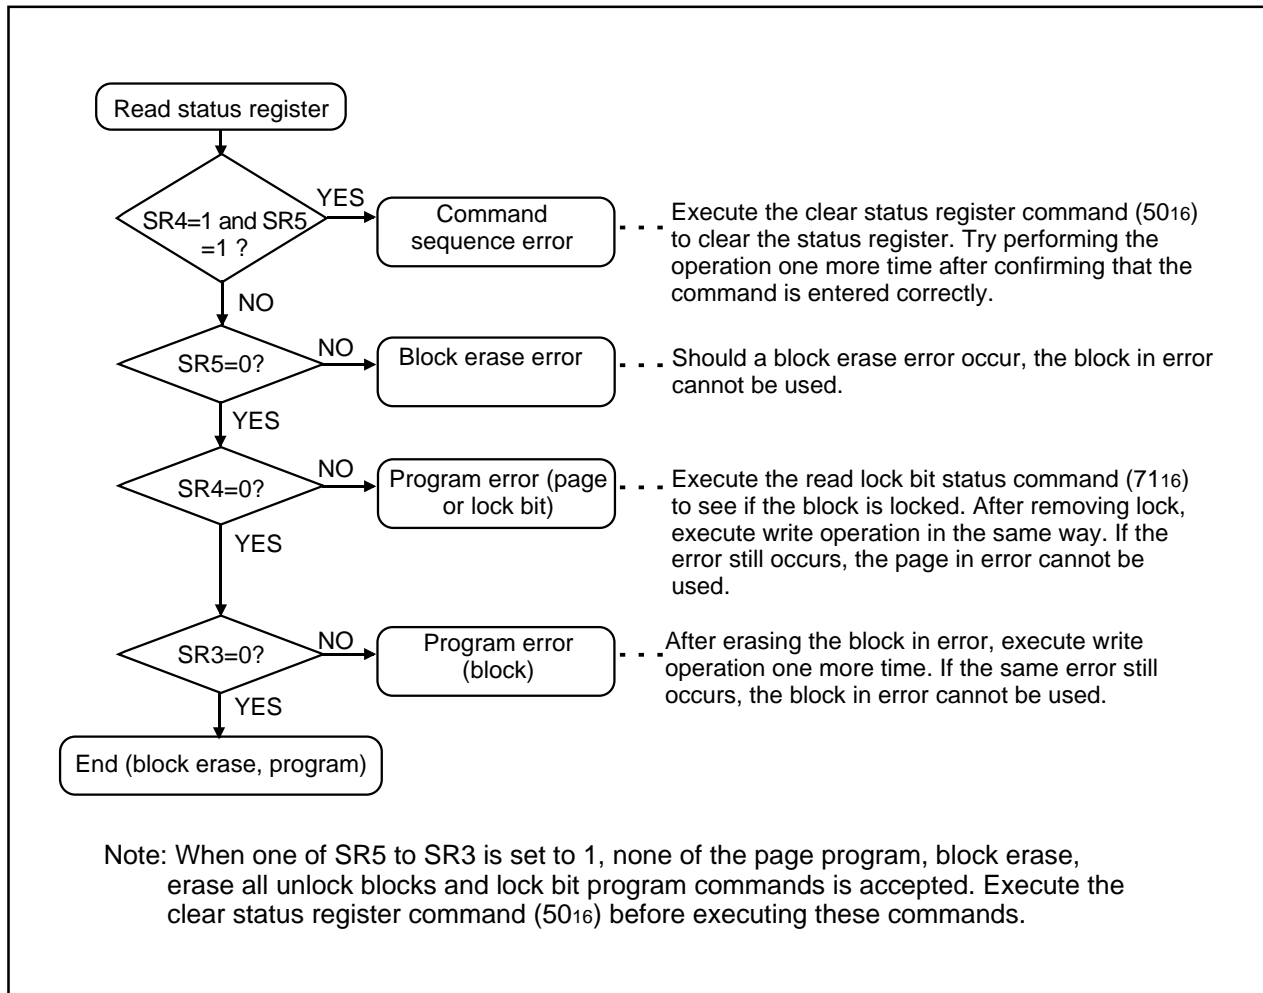 Read status register
SR4=1 and SR5
=1 ?
YES
Command
sequence error
Execute the clear status register command (5016)
to clear the status register. Try performing the
operation one more time after confirming that the
command is entered correctly.
NO
SR5=0?
NO
Block erase error
Should a block erase error occur, the block in error
cannot be used.
YES
SR4=0?
NO
Program error (page
or lock bit)
Execute the read lock bit status command (7116)
to see if the block is locked. After removing lock,
execute write operation in the same way. If the
error still occurs, the page in error cannot be
used.
YES
SR3=0?
NO
Program error
(block)
After erasing the block in error, execute write
operation one more time. If the same error still
occurs, the block in error cannot be used.
YES
End (block erase, program)
Note: When one of SR5 to SR3 is set to 1, none of the page program, block erase,
erase all unlock blocks and lock bit program commands is accepted. Execute the
clear status register command (5016) before executing these commands.